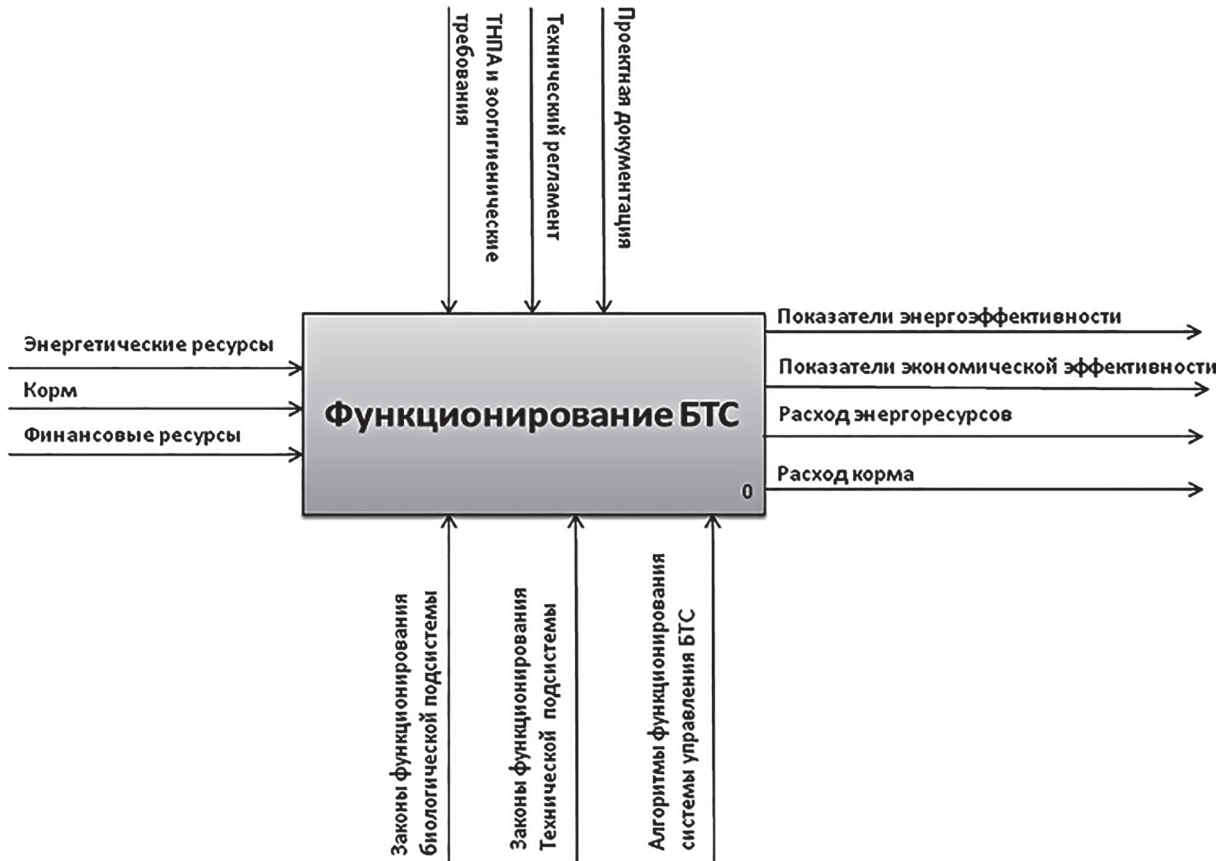 ТНПА и зоогигиенические
требования
Технический регламент
Проектная документация
Энергетические ресурсы
Корм
Финансовые ресурсы
Функционирование БТС
0
Показатели энергоэффективности
Показатели экономической эффективности
Расход энергоресурсов
Расход корма
Законы функционирования
биологической подсистемы
Законы функционирования
Технической подсистемы
Алгоритмы функционирования
системы управления БТС